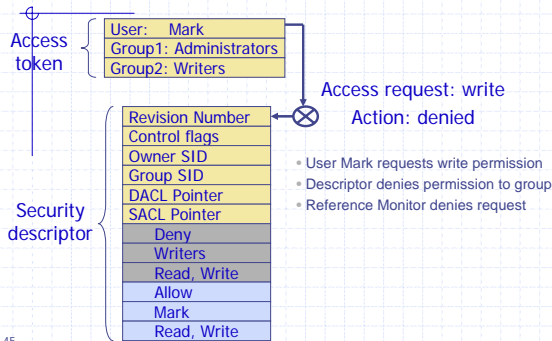 Access
token
User: Mark
Group1: Administrators
Group2: Writers
Access request: write
Action: denied
• User Mark requests write permission
• Descriptor denies permission to group
• Reference Monitor denies request
Security
descriptor
Revision Number
Control flags
Owner SID
Group SID
DACL Pointer
SACL Pointer
Deny
Writers
Read, Write
Allow
Mark
Read, Write
45